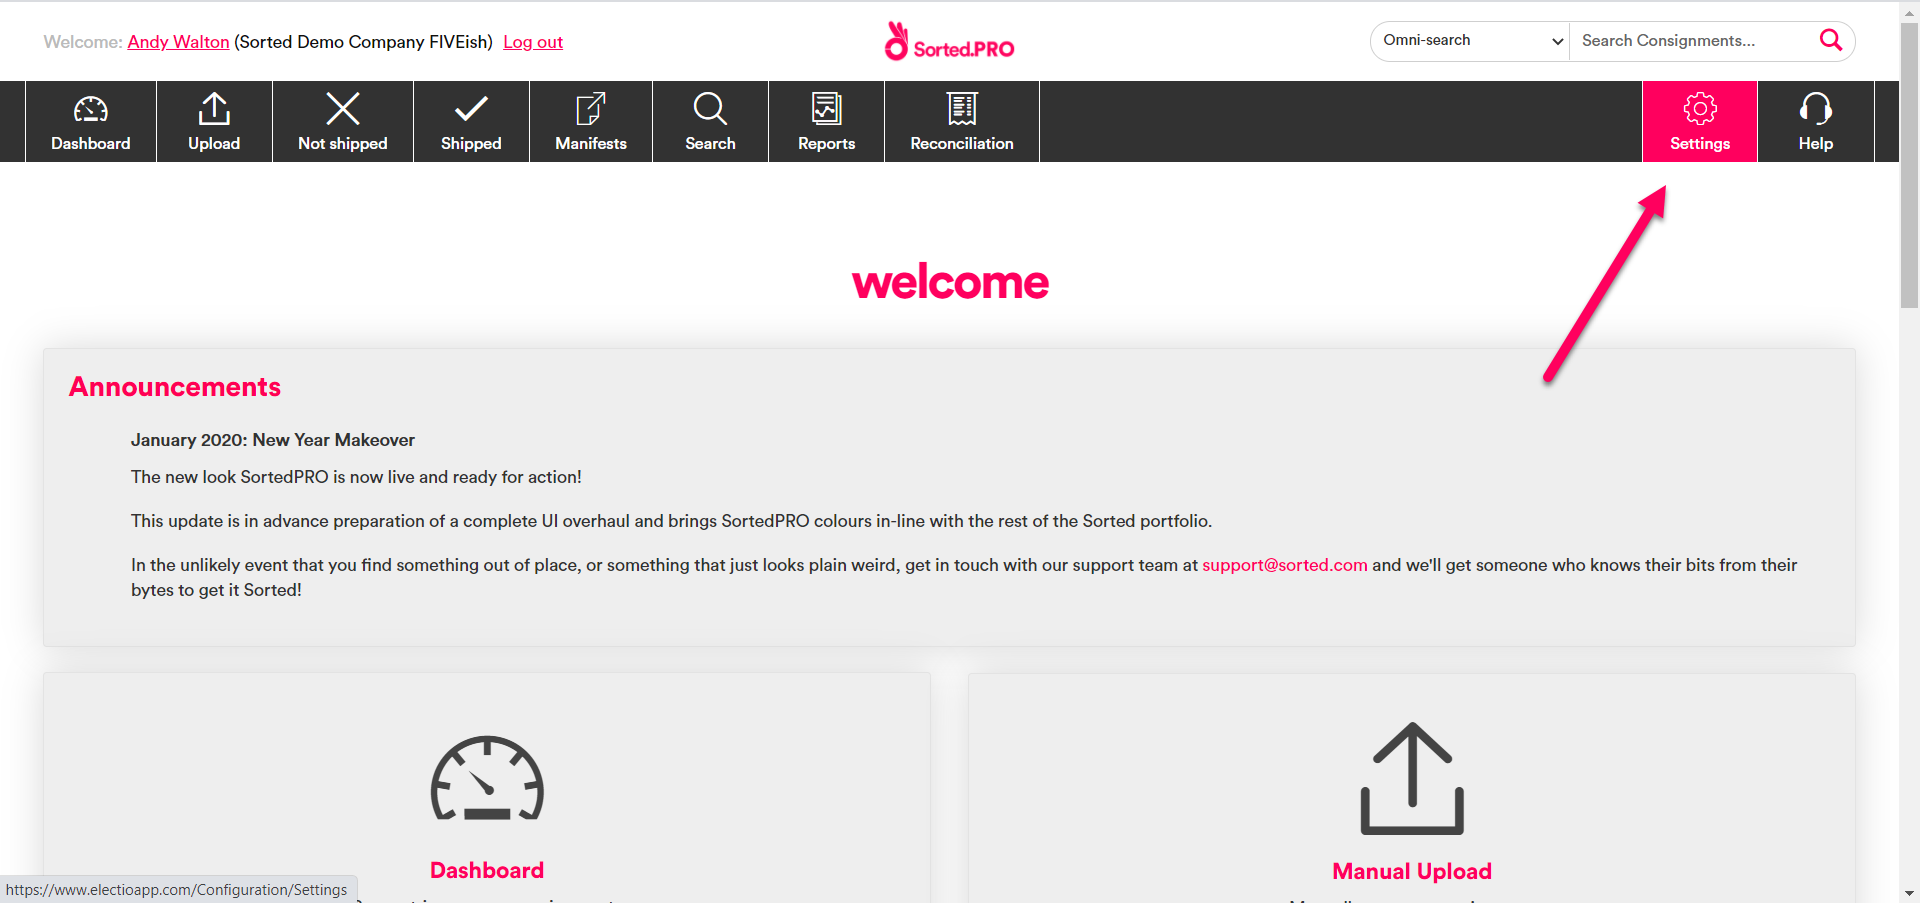 Welcome: Andy Walton (Sorted Demo Company FIVEish) Log out
Sorted.PRO
Omni-search
Search Consignments...
Dashboard
Upload
Not shipped
Shipped
Manifests
Search
Reports
Reconciliation
Settings
Help
welcome
Announcements
January 2020: New Year Makeover
The new look SortedPRO is now live and ready for action!
This update is in advance preparation of a complete UI overhaul and brings SortedPRO colours in-line with the rest of the Sorted portfolio.
In the unlikely event that you find something out of place, or something that just looks plain weird, get in touch with our support team at support@sorted.com and we'll get someone who knows their bits from their
bytes to get it Sorted!
Dashboard
Manual Upload
https://www.electioapp.com/Configuration/Settings